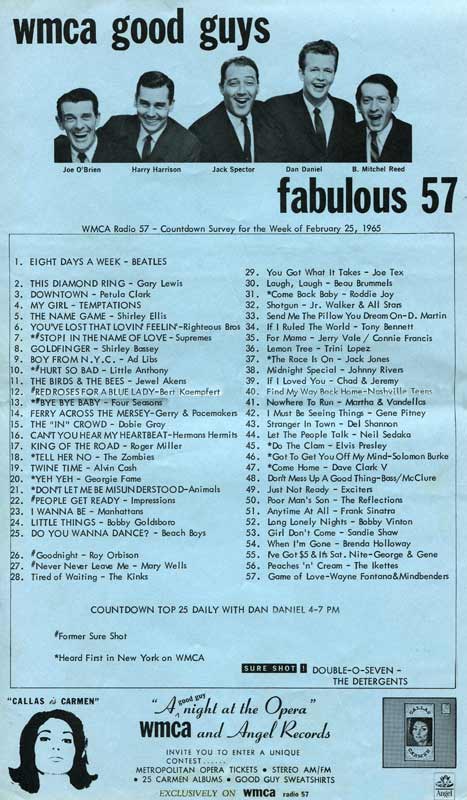 wmca good guys
Joe O'Brien
Harry Harrison
Jack Spector
Dan Daniel
B. Mitchel Reed
fabulous 57
WMCA Radio 57 - Countdown Survey for the Week of February 25, 1965
1. EIGHT DAYS A WEEK - BEATLES
2. THIS DIAMOND RING - Gary Lewis
3. DOWNTOWN - Petula Clark
4. MY GIRL - TEMPTATIONS
5. THE NAME GAME - Shirley Ellis
6. YOU'VE LOST THAT LOVIN' FEELIN'-Righteous Bros
7. *#STOP! IN THE NAME OF LOVE - Supremes
8. GOLDFINGER - Shirley Bassey
9. BOY FROM N.Y.C. - Ad Libs
10. *#HURT SO BAD - Little Anthony
11. THE BIRDS & THE BEES - Jewel Akens
12. #RED ROSES FOR A BLUE LADY-Bert Kaempfert
13. *#BYE BYE BABY - Four Seasons
14. FERRY ACROSS THE MERSEY-Gerry & Pacemakers
15. THE "IN" CROWD - Dobie Gray
16. CAN'T YOU HEAR MY HEARTBEAT-Hermans Hermits
17. KING OF THE ROAD - Roger Miller
18. *TELL HER NO - The Zombies
19. TWINE TIME - Alvin Cash
20. *YEH YEH - Georgie Fame
21. *DON'T LET ME BE MISUNDERSTOOD-Animals
22. #PEOPLE GET READY - Impressions
23. I WANNA BE - Manhattans
24. LITTLE THINGS - Bobby Goldsboro
25. DO YOU WANNA DANCE? - Beach Boys
26. #Goodnight - Roy Orbison
27. #Never Never Leave Me - Mary Wells
28. Tired of Waiting - The Kinks
29. You Got What It Takes - Joe Tex
30. Laugh, Laugh - Beau Brummels
31. *Come Back Baby - Roddie Joy
32. Shotgun - Jr. Walker & All Stars
33. Send Me The Pillow You Dream On-D. Martin
34. If I Ruled The World - Tony Bennett
35. For Mama - Jerry Vale / Connie Francis
36. Lemon Tree - Trini Lopez
37. *The Race Is On - Jack Jones
38. Midnight Special - Johnny Rivers
39. If I Loved You - Chad & Jeremy
40. Find My Way Back Home-Nashville Teens
41. Nowhere To Run - Martha & Vandellas
42. I Must Be Seeing Things - Gene Pitney
43. Stranger In Town - Del Shannon
44. Let The People Talk - Neil Sedaka
45. *Do The Clam - Elvis Presley
46. *Got To Get You Off My Mind-Solomon Burke
47. *Come Home - Dave Clark V
48. Don't Mess Up A Good Thing-Bass/McClure
49. Just Not Ready - Exciters
50. Poor Man's Son - The Reflections
51. Anytime At All - Frank Sinatra
52. Long Lonely Nights - Bobby Vinton
53. Girl Don't Come - Sandie Shaw
54. When I'm Gone - Brenda Holloway
55. I've Got $5 & It's Sat. Nite-George & Gene
56. Peaches 'n' Cream - The Ikettes
57. Game of Love-Wayne Fontana&Mindbenders
COUNTDOWN TOP 25 DAILY WITH DAN DANIEL 4-7 PM
#Former Sure Shot
*Heard First in New York on WMCA
SURE SHOT! DOUBLE-O-SEVEN -
THE DETERGENTS
"CALLAS is CARMEN"
"A good guy night at the Opera"
wmca and Angel Records
INVITE YOU TO ENTER A UNIQUE
CONTEST......
METROPOLITAN OPERA TICKETS • STEREO AM/FM
• 25 CARMEN ALBUMS • GOOD GUY SWEATSHIRTS
EXCLUSIVELY ON wmca radio 57
CALLAS
CARMEN
Angel